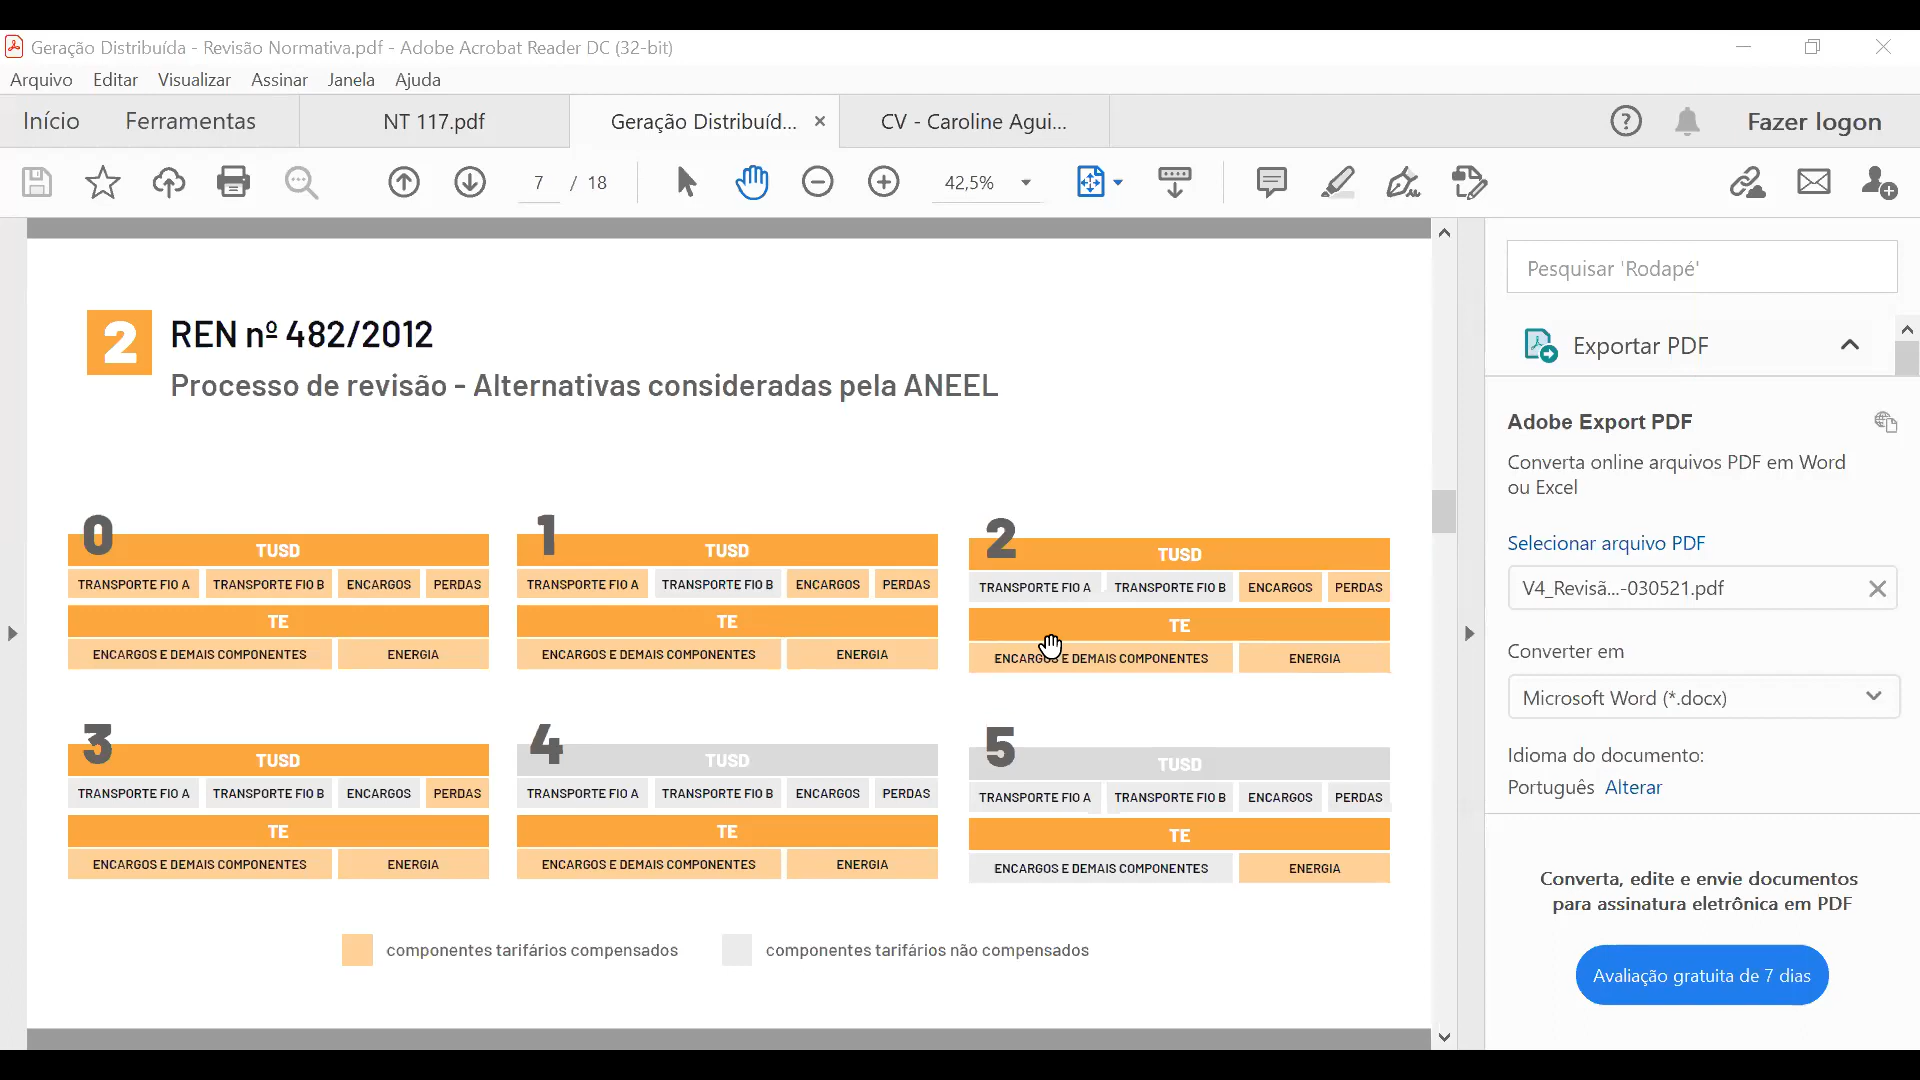 Geração Distribuída - Revisão Normativa.pdf - Adobe Acrobat Reader DC (32-bit)
Arquivo Editar Visualizar Assinar Janela Ajuda
Início Ferramentas NT 117.pdf Geração Distribuíd... × CV - Caroline Agui... Fazer logon
7 / 18 42,5%
2
REN nº 482/2012
Processo de revisão - Alternativas consideradas pela ANEEL
0
TUSD
TRANSPORTE FIO A TRANSPORTE FIO B ENCARGOS PERDAS
TE
ENCARGOS E DEMAIS COMPONENTES ENERGIA
1
TUSD
TRANSPORTE FIO A TRANSPORTE FIO B ENCARGOS PERDAS
TE
ENCARGOS E DEMAIS COMPONENTES ENERGIA
2
TUSD
TRANSPORTE FIO A TRANSPORTE FIO B ENCARGOS PERDAS
TE
ENCARGOS E DEMAIS COMPONENTES ENERGIA
3
TUSD
TRANSPORTE FIO A TRANSPORTE FIO B ENCARGOS PERDAS
TE
ENCARGOS E DEMAIS COMPONENTES ENERGIA
4
TUSD
TRANSPORTE FIO A TRANSPORTE FIO B ENCARGOS PERDAS
TE
ENCARGOS E DEMAIS COMPONENTES ENERGIA
5
TUSD
TRANSPORTE FIO A TRANSPORTE FIO B ENCARGOS PERDAS
TE
ENCARGOS E DEMAIS COMPONENTES ENERGIA
componentes tarifários compensados componentes tarifários não compensados
Pesquisar 'Rodapé'
Exportar PDF
Adobe Export PDF
Converta online arquivos PDF em Word
ou Excel
Selecionar arquivo PDF
V4_Revisã...-030521.pdf
Converter em
Microsoft Word (*.docx)
Idioma do documento:
Português Alterar
Converta, edite e envie documentos
para assinatura eletrônica em PDF
Avaliação gratuita de 7 dias